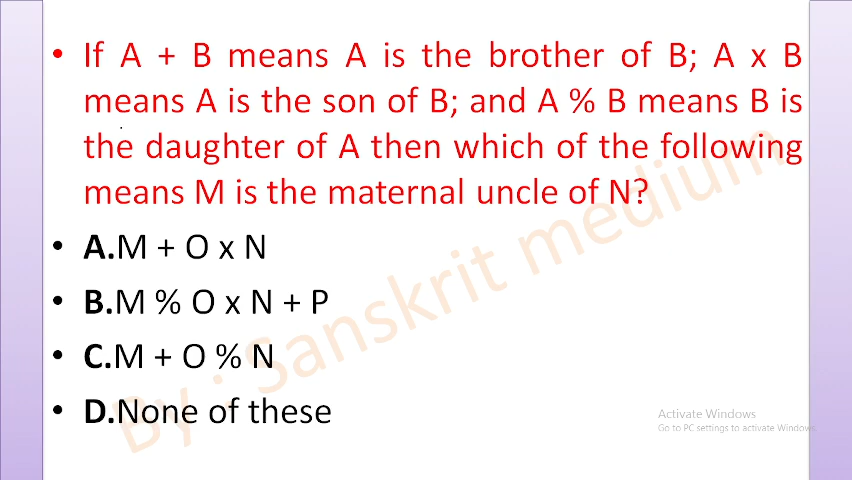 • If A + B means A is the brother of B; A x B
means A is the son of B; and A % B means B is
the daughter of A then which of the following
means M is the maternal uncle of N?
• A.M + O x N
• B.M % O x N + P
• C.M + O % N
• D.None of these
By : Sanskrit medium
Activate Windows
Go to PC settings to activate Windows.